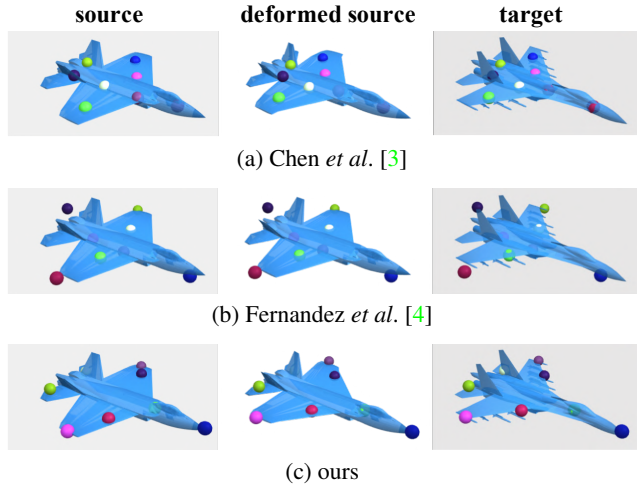 source deformed source target
(a) Chen et al. [3]
(b) Fernandez et al. [4]
(c) ours